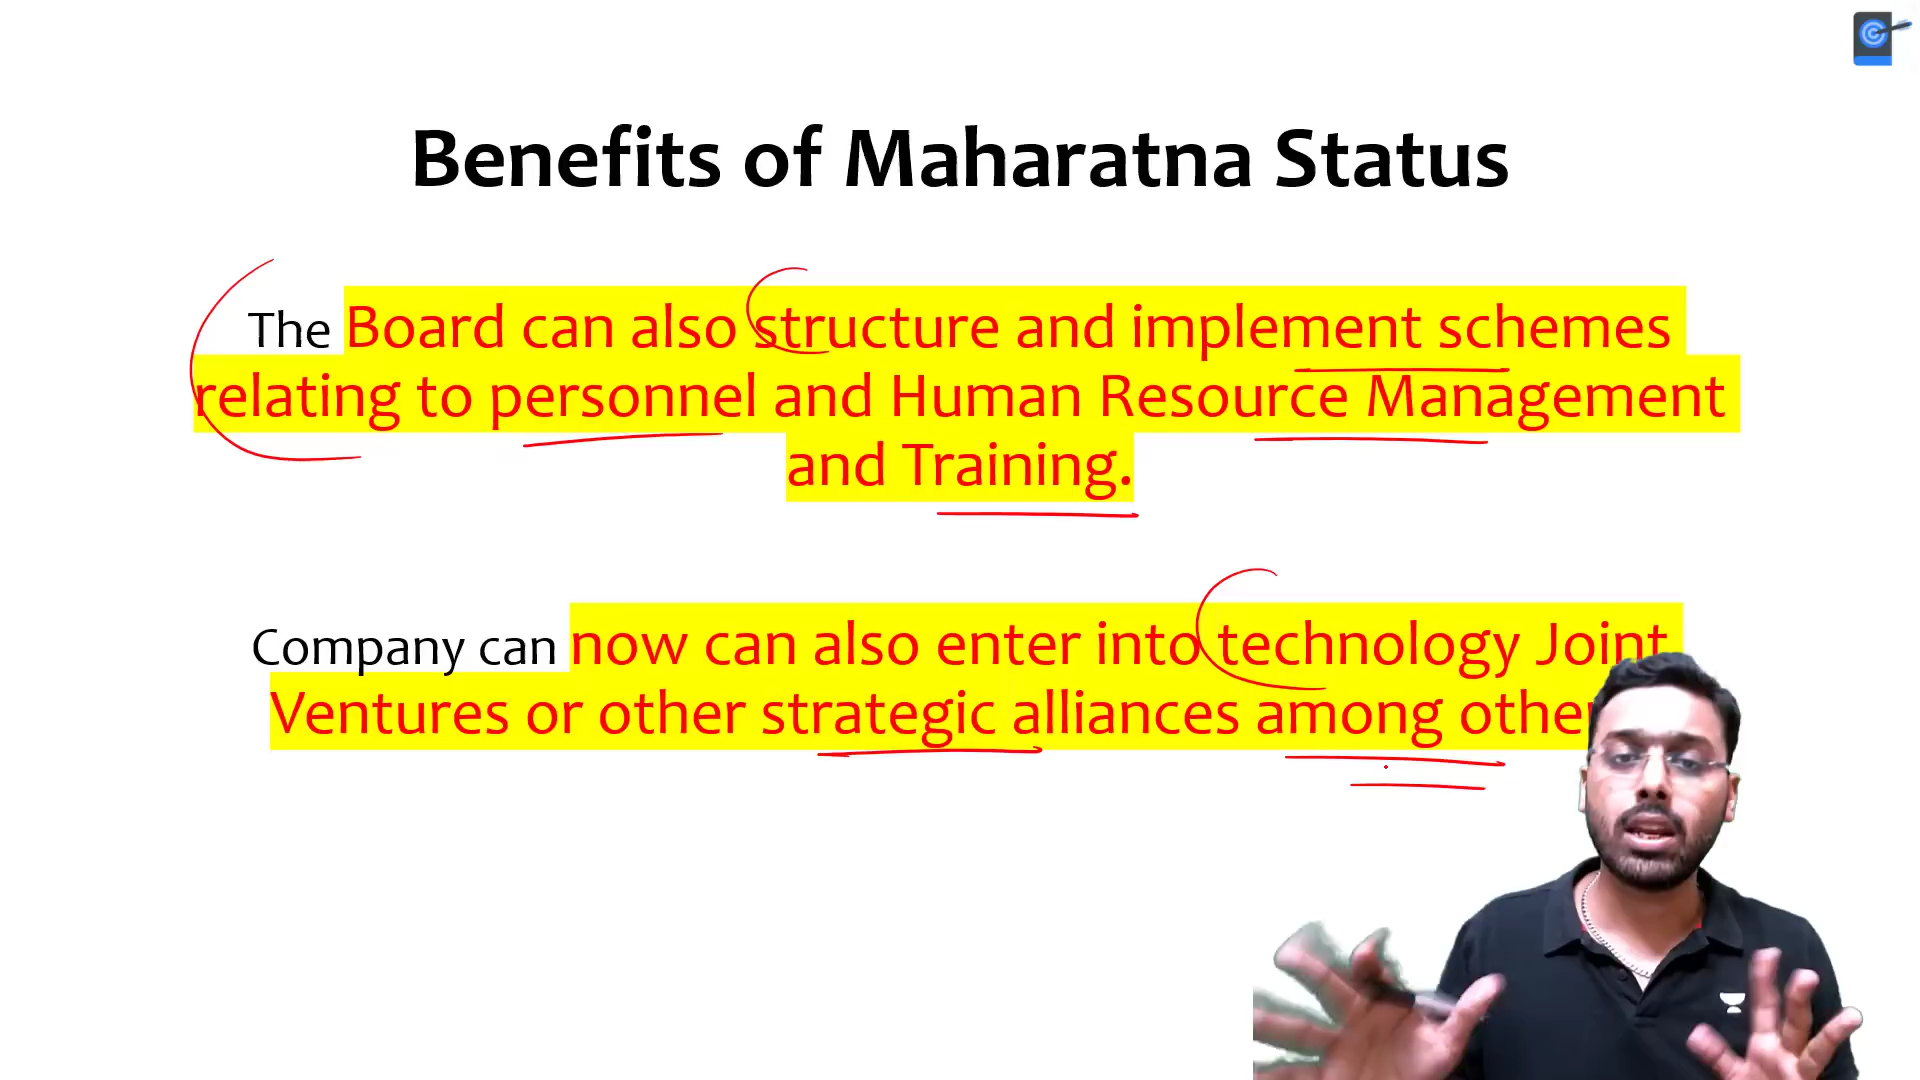 Benefits of Maharatna Status
The Board can also structure and implement schemes
relating to personnel and Human Resource Management
and Training.
Company can now can also enter into technology Joint
Ventures or other strategic alliances among